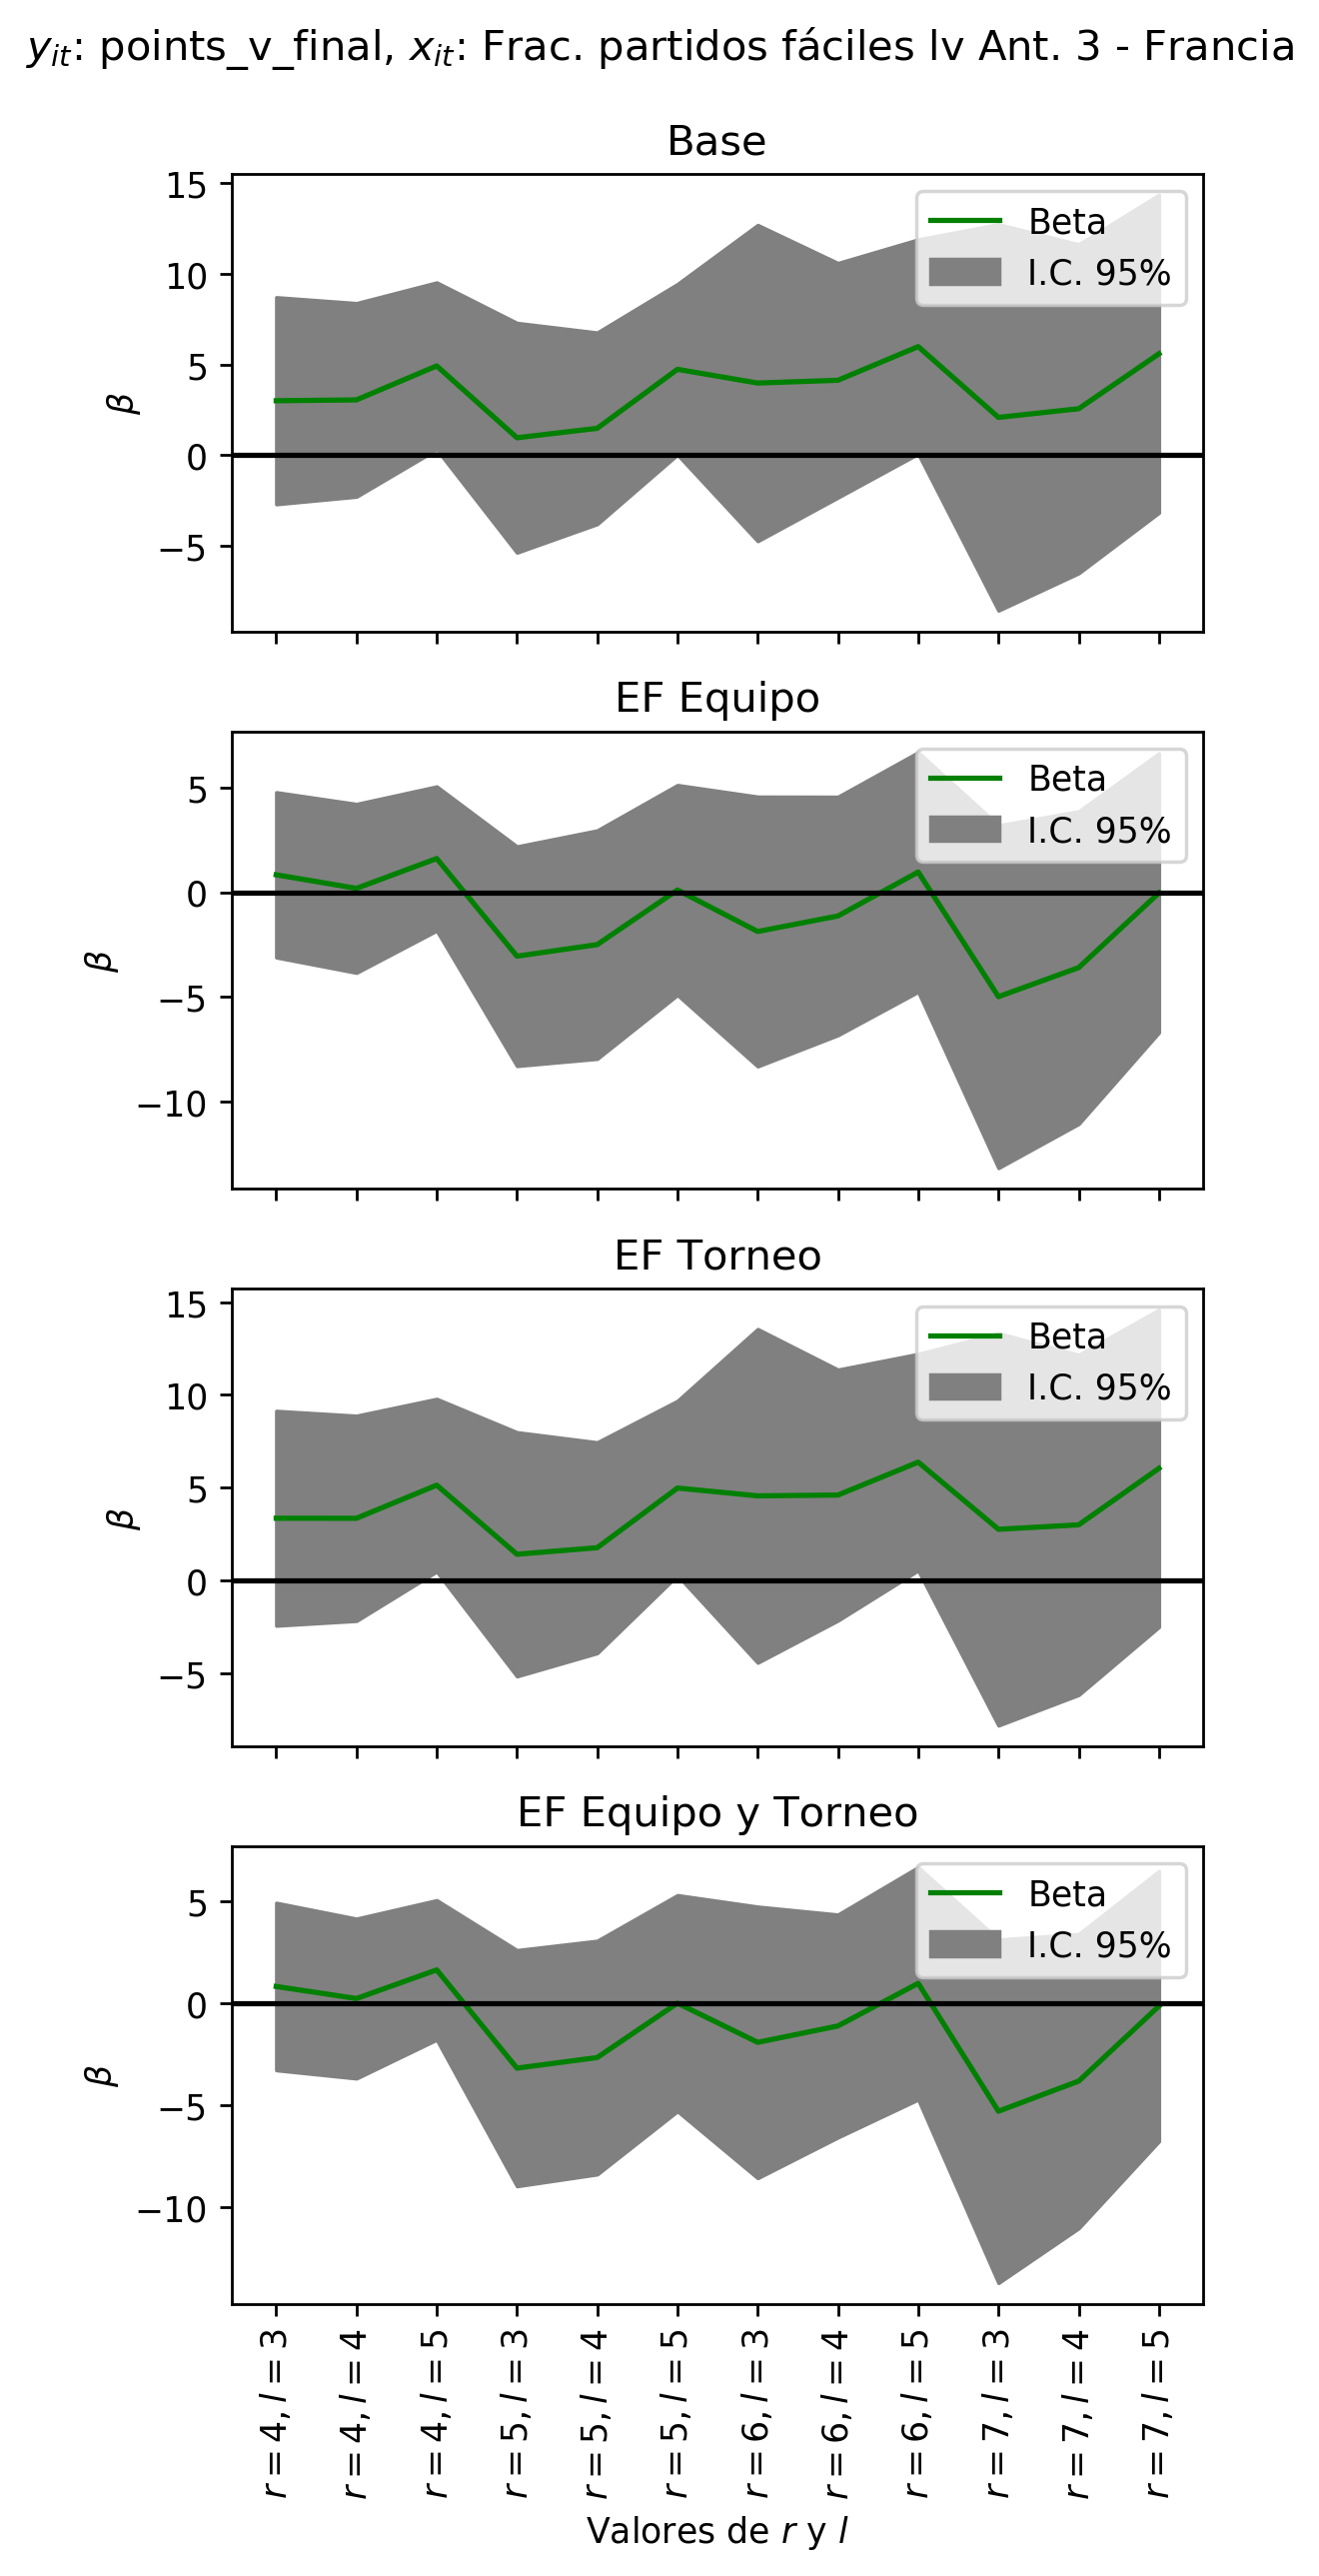 y_it: points_v_final, x_it: Frac. partidos fáciles lv Ant. 3 - Francia
Base
15
10
5
0
−5
β
Beta
I.C. 95%
EF Equipo
5
0
−5
−10
β
Beta
I.C. 95%
EF Torneo
15
10
5
0
−5
β
Beta
I.C. 95%
EF Equipo y Torneo
5
0
−5
−10
β
Beta
I.C. 95%
r = 4, l = 3
r = 4, l = 4
r = 4, l = 5
r = 5, l = 3
r = 5, l = 4
r = 5, l = 5
r = 6, l = 3
r = 6, l = 4
r = 6, l = 5
r = 7, l = 3
r = 7, l = 4
r = 7, l = 5
Valores de r y l